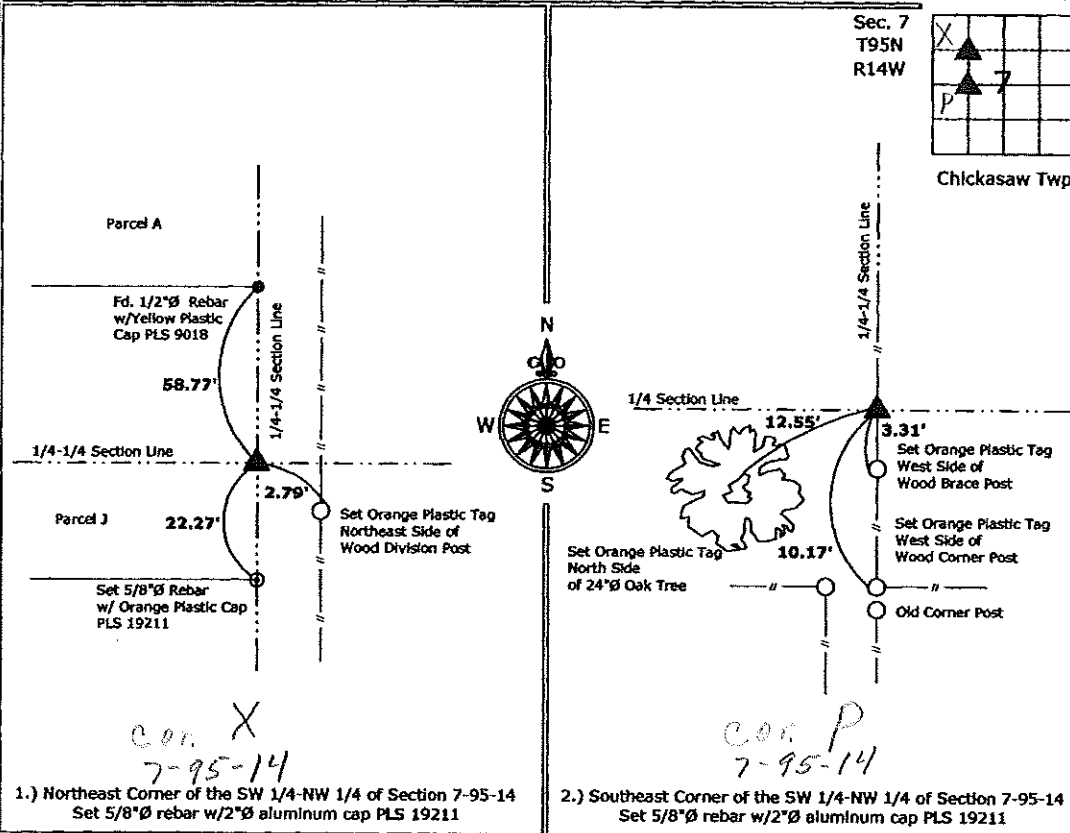 Sec. 7
T95N
R14W
X
7
P
Chickasaw Twp
Parcel A
Fd. 1/2"Ø Rebar
w/Yellow Plastic
Cap PLS 9018
1/4-1/4 Section Line
58.77'
1/4-1/4 Section Line
2.79'
Parcel J
22.27'
Set Orange Plastic Tag
Northeast Side of
Wood Division Post
Set 5/8"Ø Rebar
w/ Orange Plastic Cap
PLS 19211
cor. X
7-95-14
1.) Northeast Corner of the SW 1/4-NW 1/4 of Section 7-95-14
Set 5/8"Ø rebar w/2"Ø aluminum cap PLS 19211
N
W
E
S
1/4-1/4 Section Line
1/4 Section Line
12.55'
3.31'
Set Orange Plastic Tag
West Side of
Wood Brace Post
Set Orange Plastic Tag
West Side of
Wood Corner Post
10.17'
Set Orange Plastic Tag
North Side
of 24"Ø Oak Tree
Old Corner Post
cor. P
7-95-14
2.) Southeast Corner of the SW 1/4-NW 1/4 of Section 7-95-14
Set 5/8"Ø rebar w/2"Ø aluminum cap PLS 19211